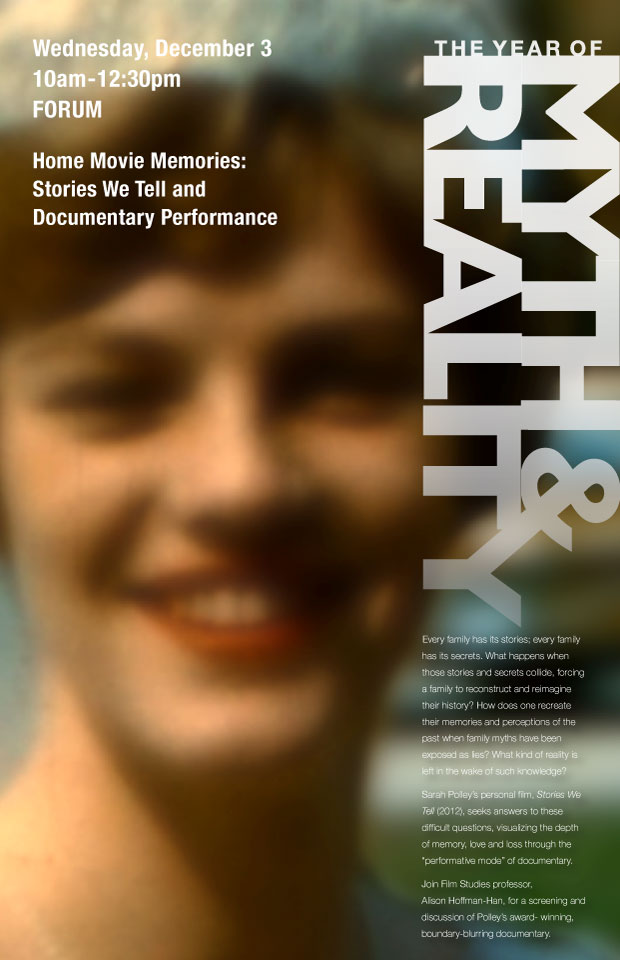 Wednesday, December 3
10am-12:30pm
FORUM
Home Movie Memories:
Stories We Tell and
Documentary Performance
THE YEAR OF
MYTH &
REALITY
Every family has its stories; every family
has its secrets. What happens when
those stories and secrets collide, forcing
a family to reconstruct and reimagine
their history? How does one recreate
their memories and perceptions of the
past when family myths have been
exposed as lies? What kind of reality is
left in the wake of such knowledge?
Sarah Polley's personal film, Stories We
Tell (2012), seeks answers to these
difficult questions, visualizing the depth
of memory, love and loss through the
"performative mode" of documentary.
Join Film Studies professor,
Alison Hoffman-Han, for a screening and
discussion of Polley's award- winning,
boundary-blurring documentary.